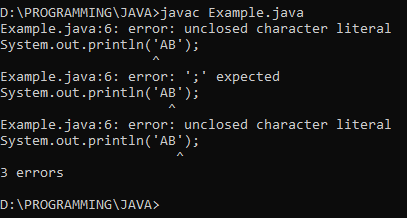 D:\PROGRAMMING\JAVA>javac Example.java
Example.java:6: error: unclosed character literal
System.out.println('AB');
                   ^
Example.java:6: error: ';' expected
System.out.println('AB');
                     ^
Example.java:6: error: unclosed character literal
System.out.println('AB');
                      ^
3 errors
D:\PROGRAMMING\JAVA>